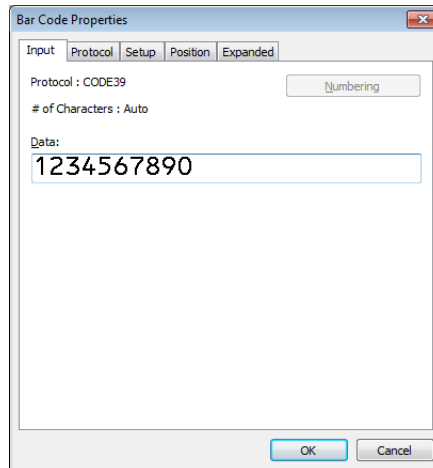 Bar Code Properties
Input Protocol Setup Position Expanded
Protocol : CODE39
Numbering
# of Characters : Auto
Data:
1234567890
OK Cancel